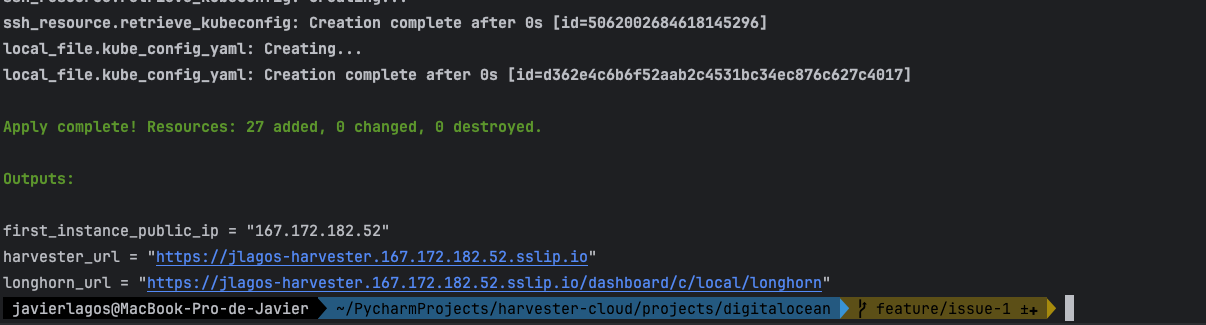 ssh_resource.retrieve_kubeconfig: Creating...
ssh_resource.retrieve_kubeconfig: Creation complete after 0s [id=5062002684618145296]
local_file.kube_config_yaml: Creating...
local_file.kube_config_yaml: Creation complete after 0s [id=d362e4c6b6f52aab2c4531bc34ec876c627c4017]
Apply complete! Resources: 27 added, 0 changed, 0 destroyed.
Outputs:
first_instance_public_ip = "167.172.182.52"
harvester_url = "https://jlagos-harvester.167.172.182.52.sslip.io"
longhorn_url = "https://jlagos-harvester.167.172.182.52.sslip.io/dashboard/c/local/longhorn"
javierlagos@MacBook-Pro-de-Javier ~/PycharmProjects/harvester-cloud/projects/digitalocean feature/issue-1 ±✚